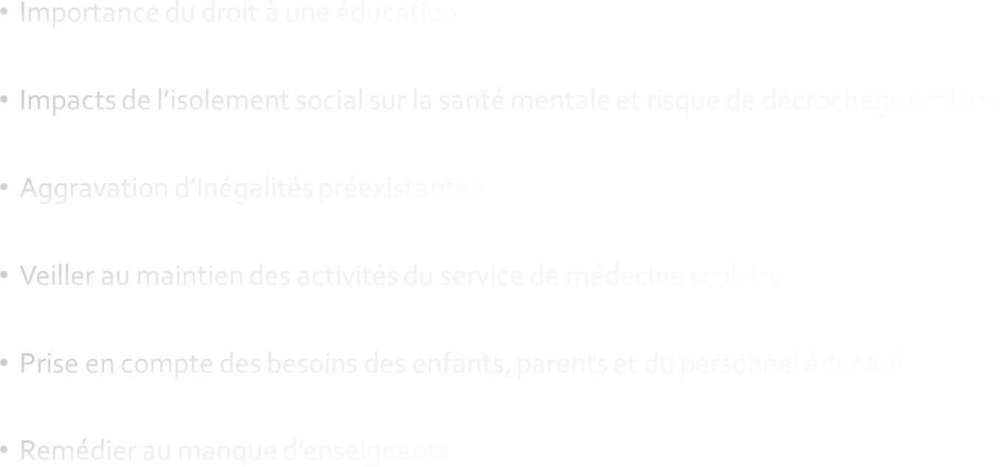 • Importance du droit à une éducation
• Impacts de l’isolement social sur la santé mentale et risque de décrochage scolaire
• Aggravation d’inégalités préexistantes
• Veiller au maintien des activités du service de médecine scolaire
• Prise en compte des besoins des enfants, parents et du personnel éducatif
• Remédier au manque d’enseignants